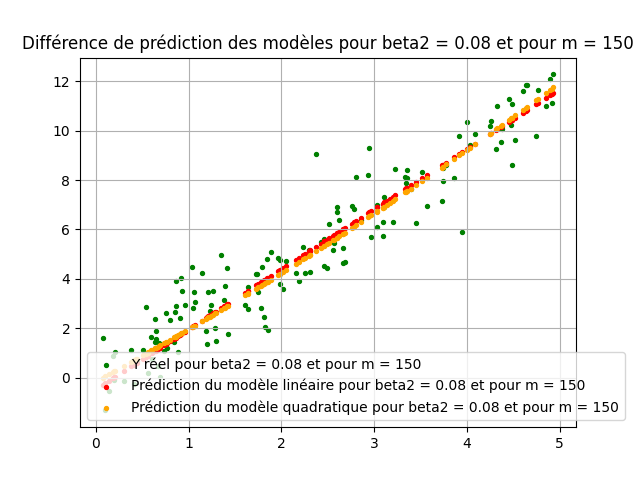 Différence de prédiction des modèles pour beta2 = 0.08 et pour m = 150
12
10
8
6
4
2
0
Y réel pour beta2 = 0.08 et pour m = 150
Prédiction du modèle linéaire pour beta2 = 0.08 et pour m = 150
Prédiction du modèle quadratique pour beta2 = 0.08 et pour m = 150
0 1 2 3 4 5